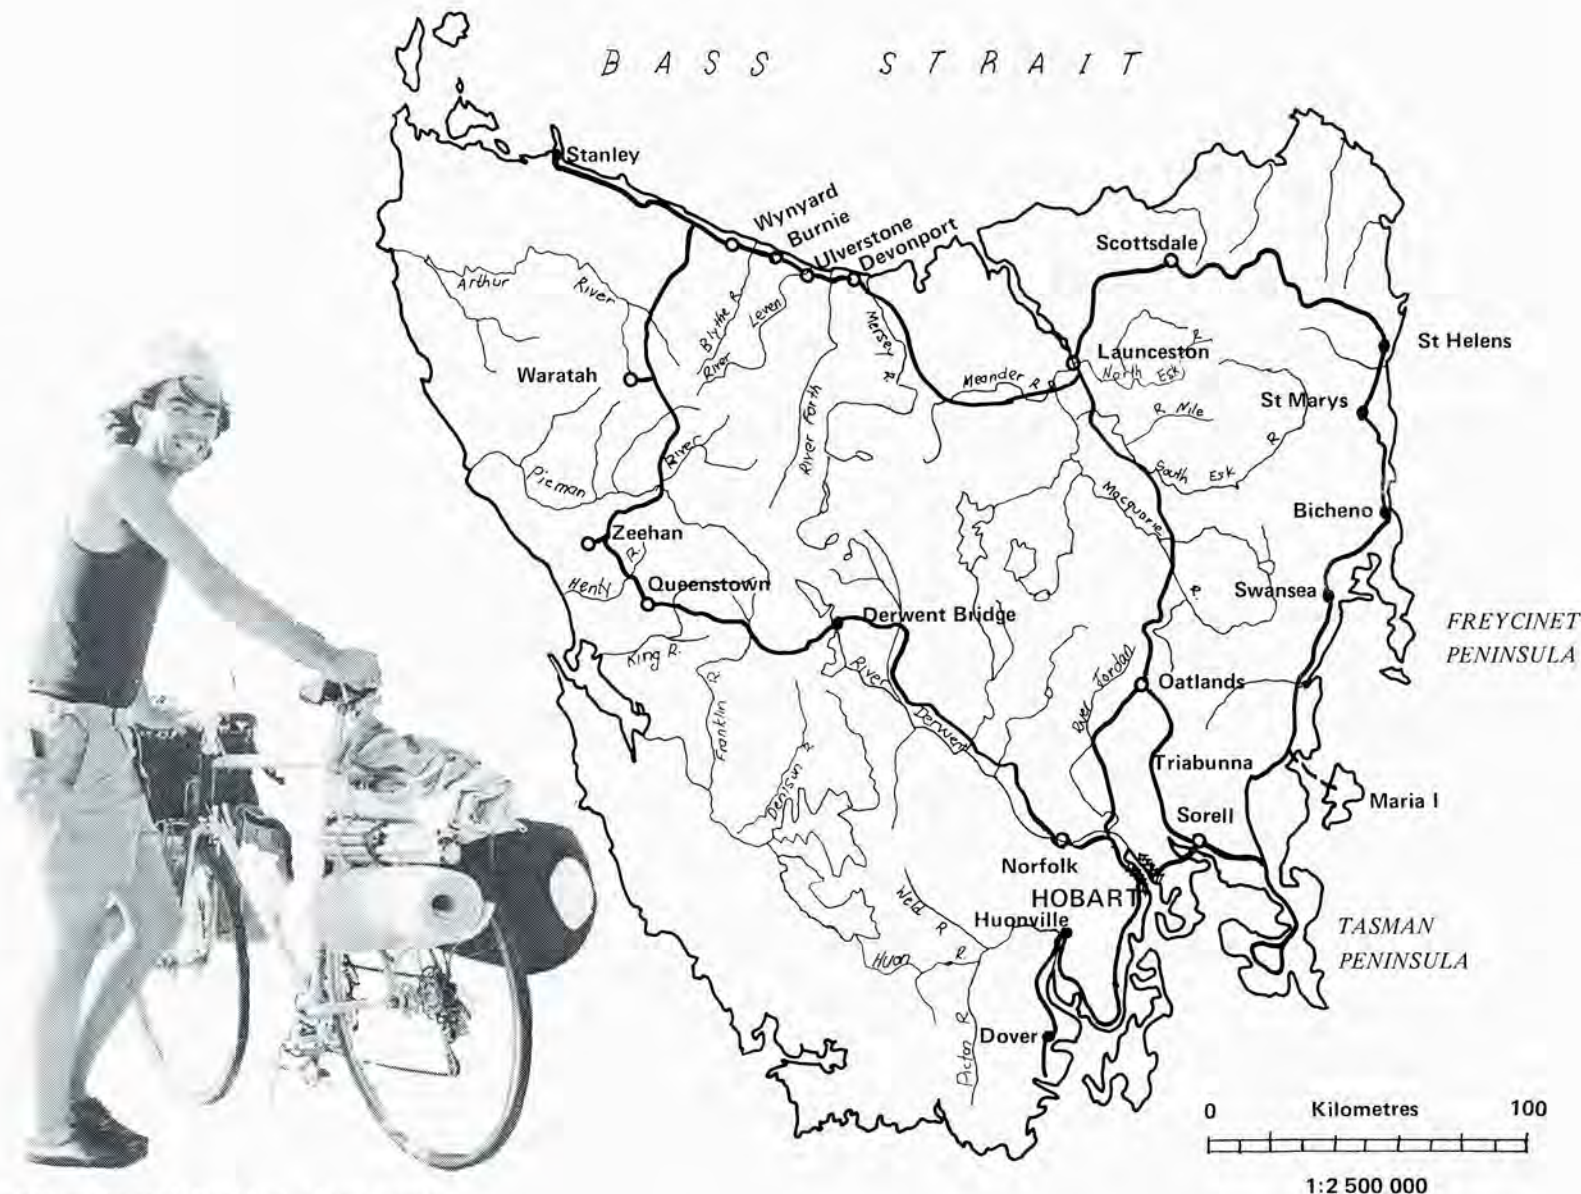 BASS STRAIT
Stanley
Wynyard
Burnie
Ulverstone
Devonport
Scottsdale
Arthur River
Blythe R
Leven River
Mersey R
Launceston
North Esk R
St Helens
Waratah
Meander R
St Marys
R Nile
River Forth
River
Pieman
South Esk R
Macquarie R.
Bicheno
Zeehan
Henty R.
Queenstown
Swansea
Derwent Bridge
FREYCINET
PENINSULA
King R.
River Derwen
River Jordan
Oatlands
Franklin R
Denison R
Triabunna
Maria I
Sorell
Norfolk
HOBART
Weld R
Huonville
TASMAN
PENINSULA
Huon R
Picton R
Dover
0 Kilometres 100
1:2 500 000